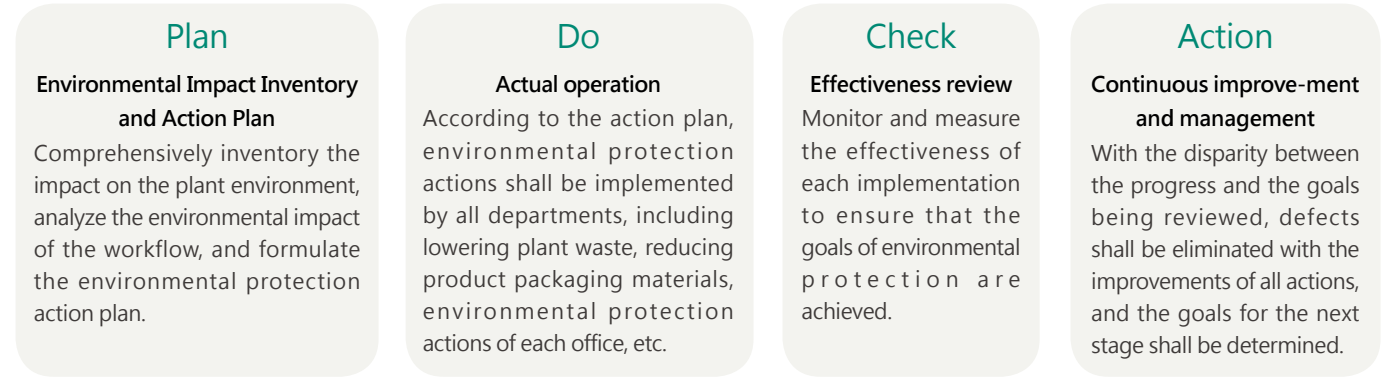 Plan
Environmental Impact Inventory
and Action Plan
Comprehensively inventory the
impact on the plant environment,
analyze the environmental impact
of the workflow, and formulate
the environmental protection
action plan.
Do
Actual operation
According to the action plan,
environmental protection
actions shall be implemented
by all departments, including
lowering plant waste, reducing
product packaging materials,
environmental protection
actions of each office, etc.
Check
Effectiveness review
Monitor and measure
the effectiveness of
each implementation
to ensure that the
goals of environmental
protection are
achieved.
Action
Continuous improve-ment
and management
With the disparity between
the progress and the goals
being reviewed, defects
shall be eliminated with the
improvements of all actions,
and the goals for the next
stage shall be determined.